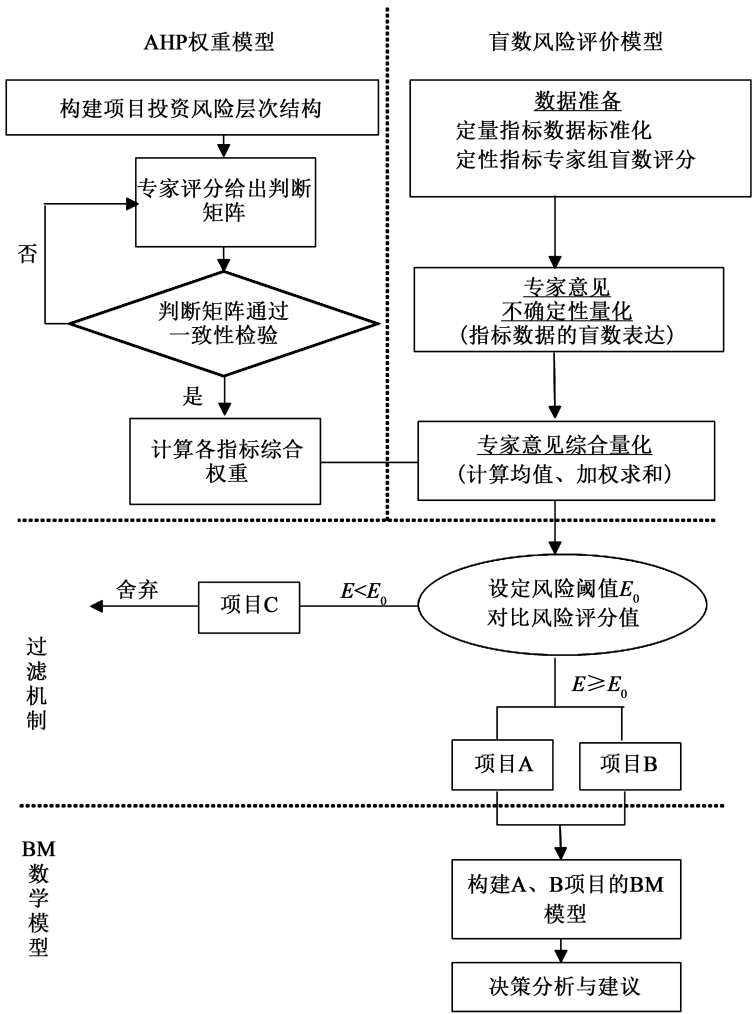 AHP权重模型
构建项目投资风险层次结构
专家评分给出判断
矩阵
否
判断矩阵通过
一致性检验
是
计算各指标综合
权重
盲数风险评价模型
数据准备
定量指标数据标准化
定性指标专家组盲数评分
专家意见
不确定性量化
(指标数据的盲数表达)
专家意见综合量化
(计算均值、加权求和)
过滤机制
设定风险阈值E₀
对比风险评分值
E<E₀
项目C
舍弃
E≥E₀
项目A
项目B
BM
数学模型
构建A、B项目的BM
模型
决策分析与建议